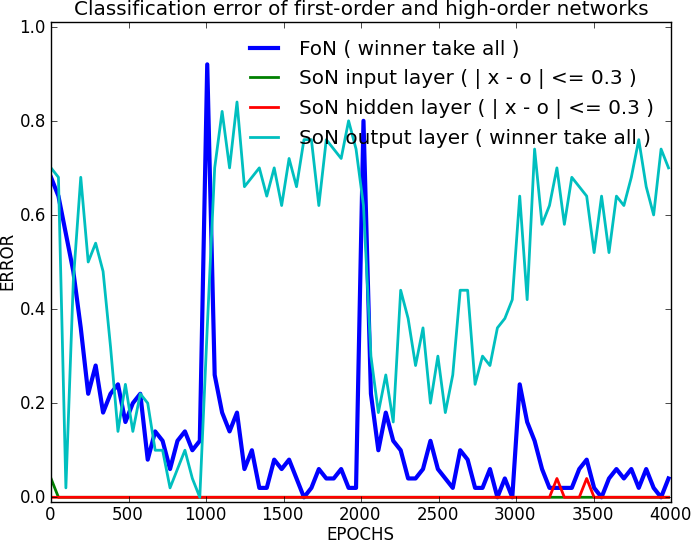 Classification error of first-order and high-order networks
1.0
0.8
0.6
0.4
0.2
0.0
ERROR
FoN ( winner take all )
SoN input layer ( | x - o | <= 0.3 )
SoN hidden layer ( | x - o | <= 0.3 )
SoN output layer ( winner take all )
0 500 1000 1500 2000 2500 3000 3500 4000
EPOCHS